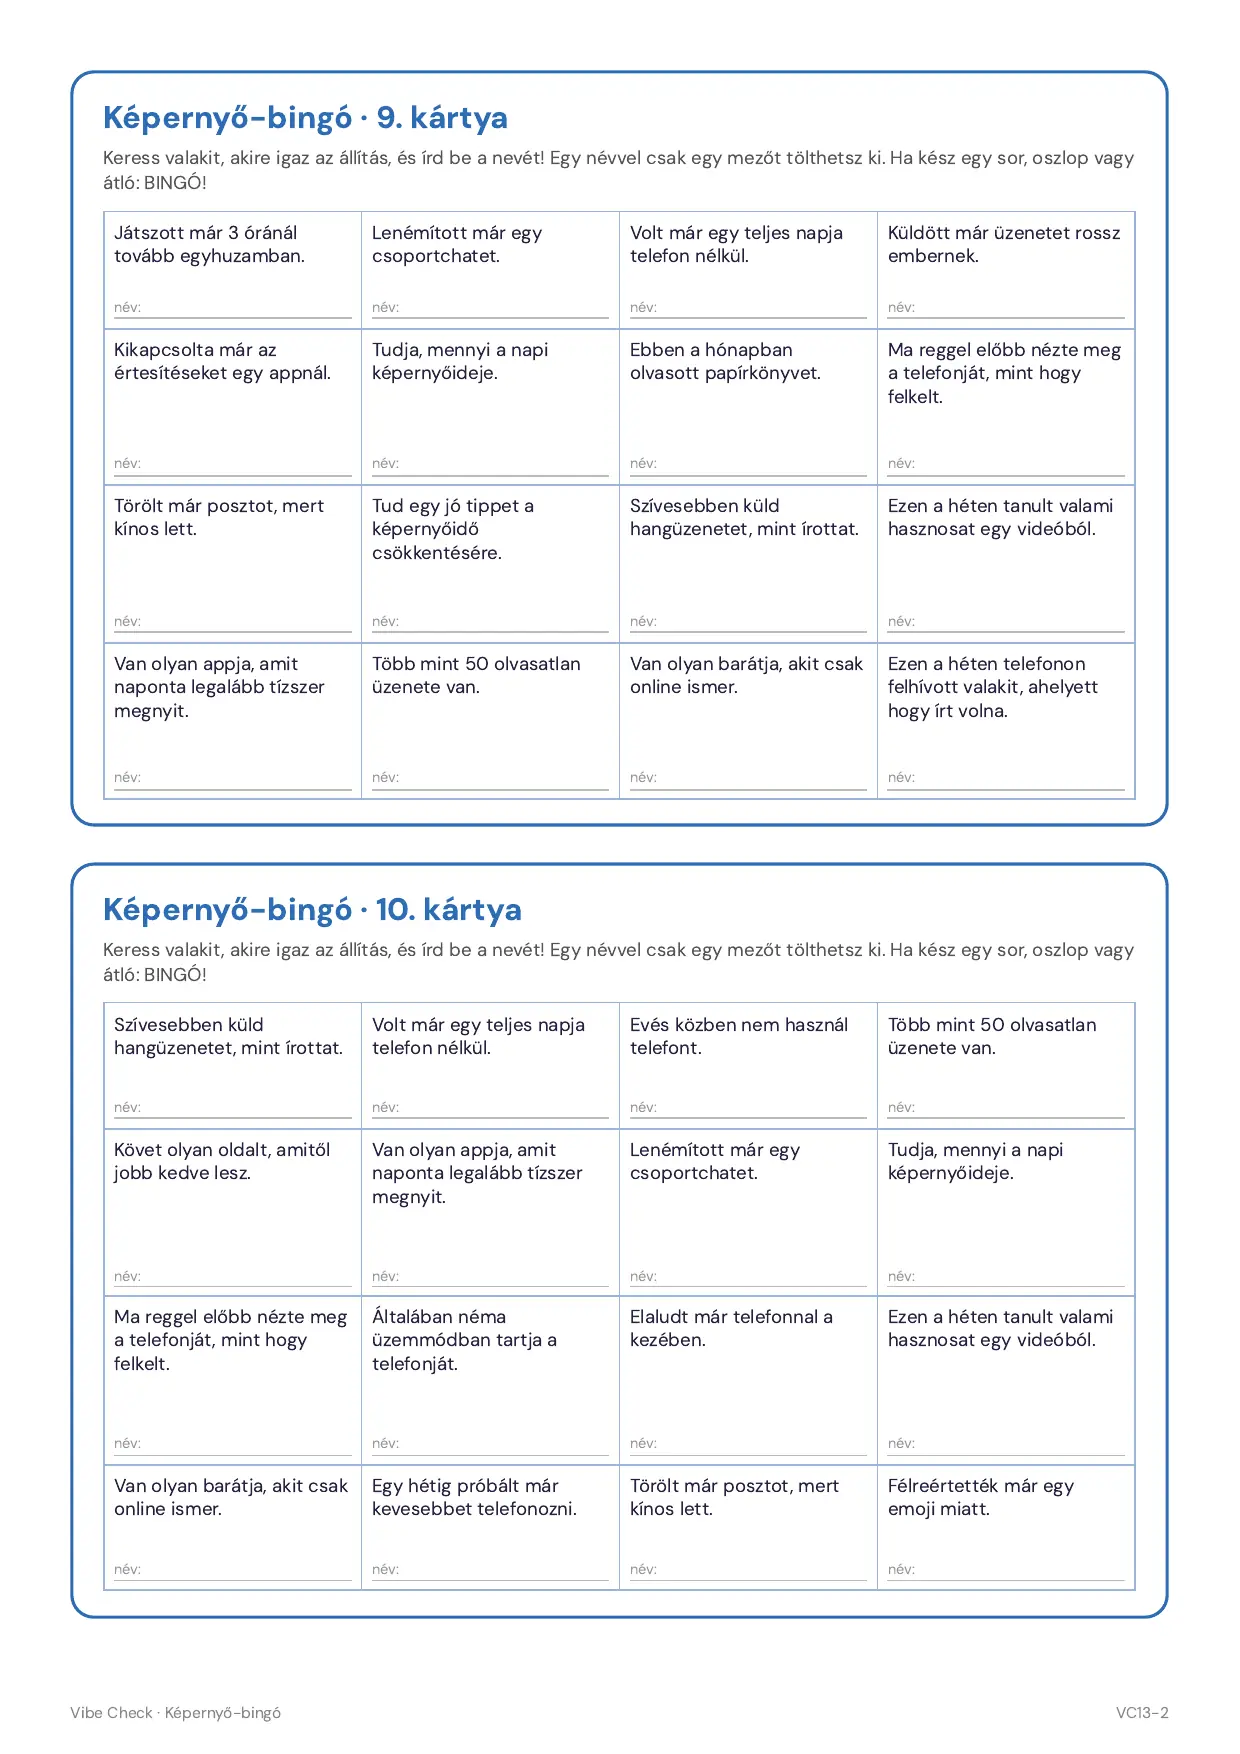 Képernyő-bingó · 9. kártya
Keress valakit, akire igaz az állítás, és írd be a nevét! Egy névvel csak egy mezőt tölthetsz ki. Ha kész egy sor, oszlop vagy
átló: BINGÓ!
Játszott már 3 óránál
tovább egyhuzamban.
név:
Lenémított már egy
csoportchatet.
név:
Volt már egy teljes napja
telefon nélkül.
név:
Küldött már üzenetet rossz
embernek.
név:
Kikapcsolta már az
értesítéseket egy appnál.
név:
Tudja, mennyi a napi
képernyőideje.
név:
Ebben a hónapban
olvasott papírkönyvet.
név:
Ma reggel előbb nézte meg
a telefonját, mint hogy
felkelt.
név:
Törölt már posztot, mert
kínos lett.
név:
Tud egy jó tippet a
képernyőidő
csökkentésére.
név:
Szívesebben küld
hangüzenetet, mint írottat.
név:
Ezen a héten tanult valami
hasznosat egy videóból.
név:
Van olyan appja, amit
naponta legalább tízszer
megnyit.
név:
Több mint 50 olvasatlan
üzenete van.
név:
Van olyan barátja, akit csak
online ismer.
név:
Ezen a héten telefonon
felhívott valakit, ahelyett
hogy írt volna.
név:
Képernyő-bingó · 10. kártya
Keress valakit, akire igaz az állítás, és írd be a nevét! Egy névvel csak egy mezőt tölthetsz ki. Ha kész egy sor, oszlop vagy
átló: BINGÓ!
Szívesebben küld
hangüzenetet, mint írottat.
név:
Volt már egy teljes napja
telefon nélkül.
név:
Evés közben nem használ
telefont.
név:
Több mint 50 olvasatlan
üzenete van.
név:
Követ olyan oldalt, amitől
jobb kedve lesz.
név:
Van olyan appja, amit
naponta legalább tízszer
megnyit.
név:
Lenémított már egy
csoportchatet.
név:
Tudja, mennyi a napi
képernyőideje.
név:
Ma reggel előbb nézte meg
a telefonját, mint hogy
felkelt.
név:
Általában néma
üzemmódban tartja a
telefonját.
név:
Elaludt már telefonnal a
kezében.
név:
Ezen a héten tanult valami
hasznosat egy videóból.
név:
Van olyan barátja, akit csak
online ismer.
név:
Egy hétig próbált már
kevesebbet telefonozni.
név:
Törölt már posztot, mert
kínos lett.
név:
Félreértették már egy
emoji miatt.
név:
Vibe Check · Képernyő-bingó
VC13-2